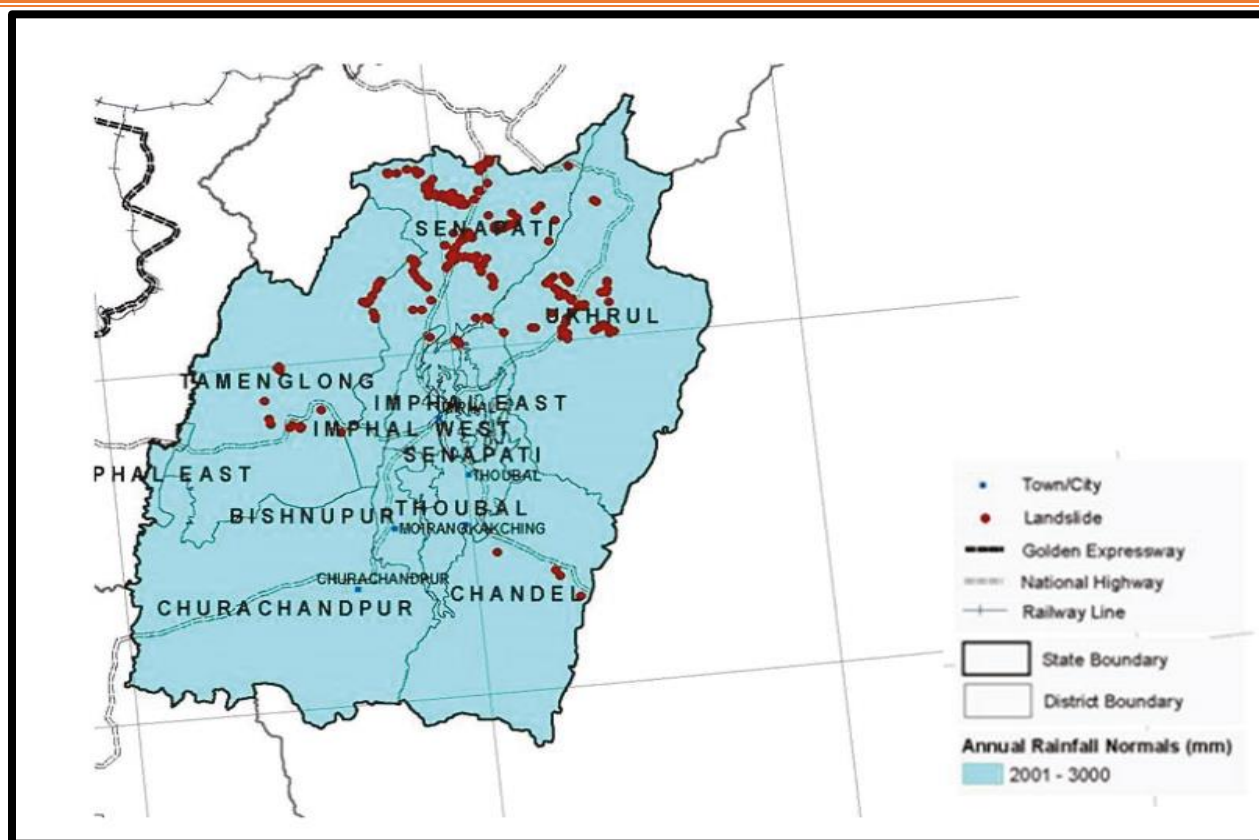 SENAPATI
UKHRUL
TAMENGLONG
IMPHAL EAST
IMPHAL WEST
SENAPATI
PHAL EAST
THOUBAL
BISHNUPUR
THOUBAL
MOIRANG
KAKCHING
CHURACHANDPUR
CHANDEL
CHURACHANDPUR
Town/City
Landslide
Golden Expressway
National Highway
Railway Line
State Boundary
District Boundary
Annual Rainfall Normals (mm)
2001 - 3000